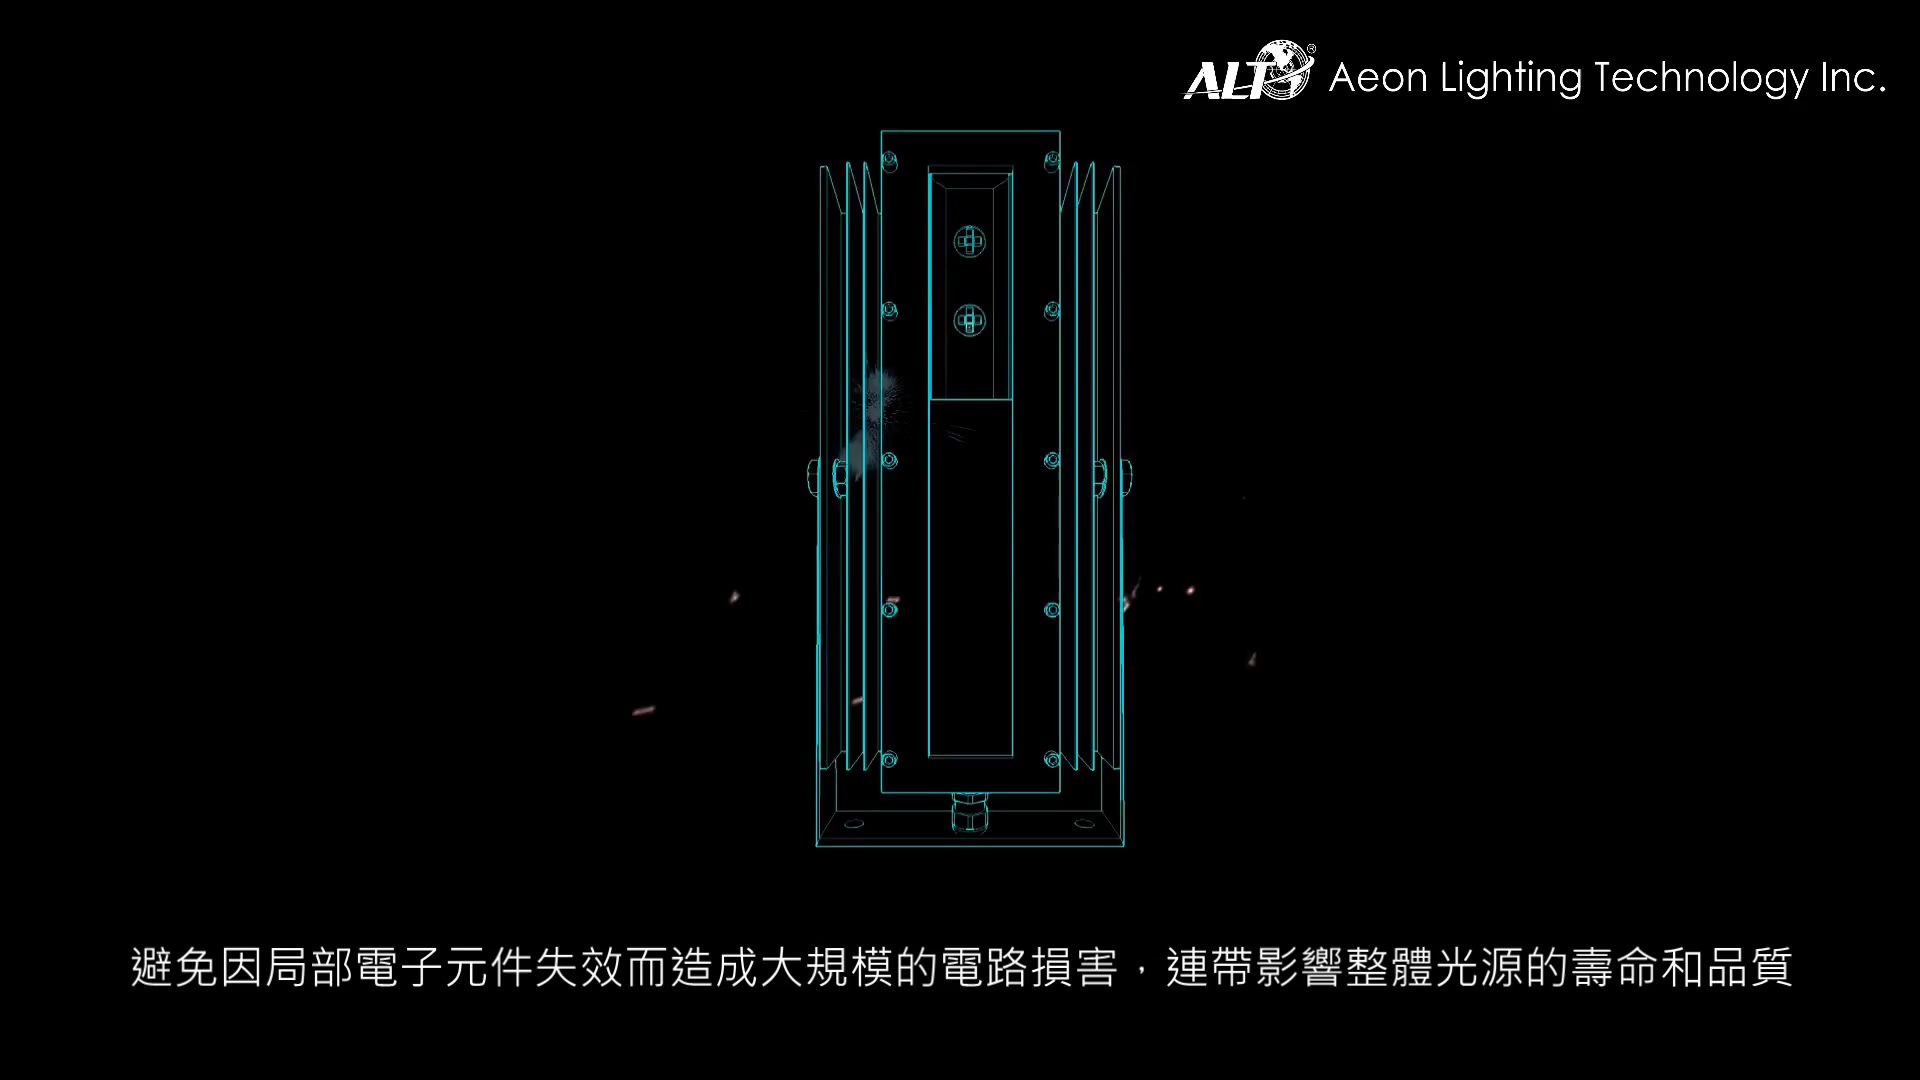 ALT® Aeon Lighting Technology Inc.
避免因局部電子元件失效而造成大規模的電路損害，連帶影響整體光源的壽命和品質